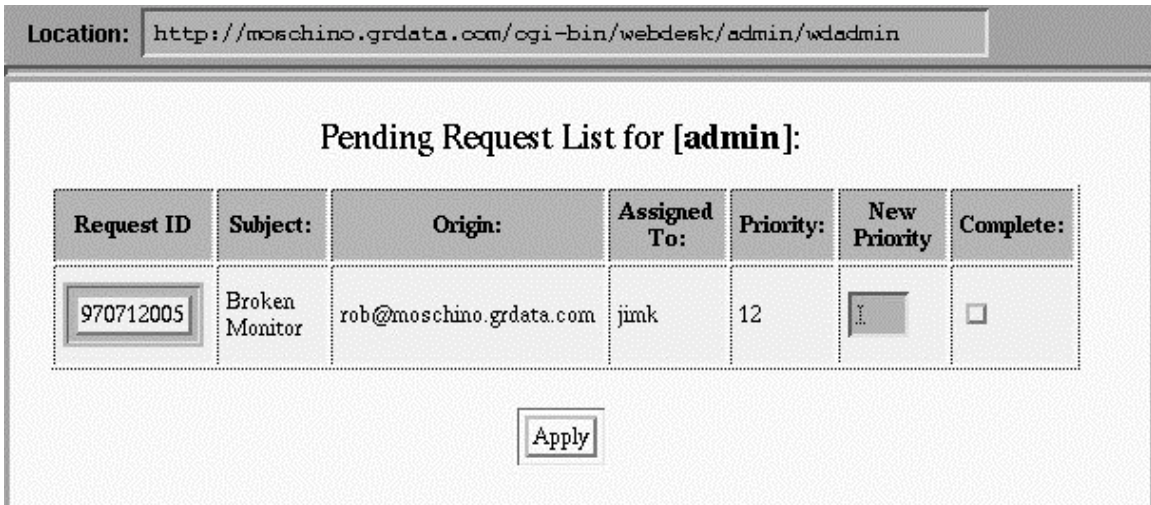 Location: http://moschino.grdata.com/cgi-bin/webdesk/admin/wdadmin
Pending Request List for [admin]:
Request ID Subject: Origin: Assigned To: Priority: New Priority Complete:
970712005 Broken Monitor rob@moschino.grdata.com jimk 12
Apply